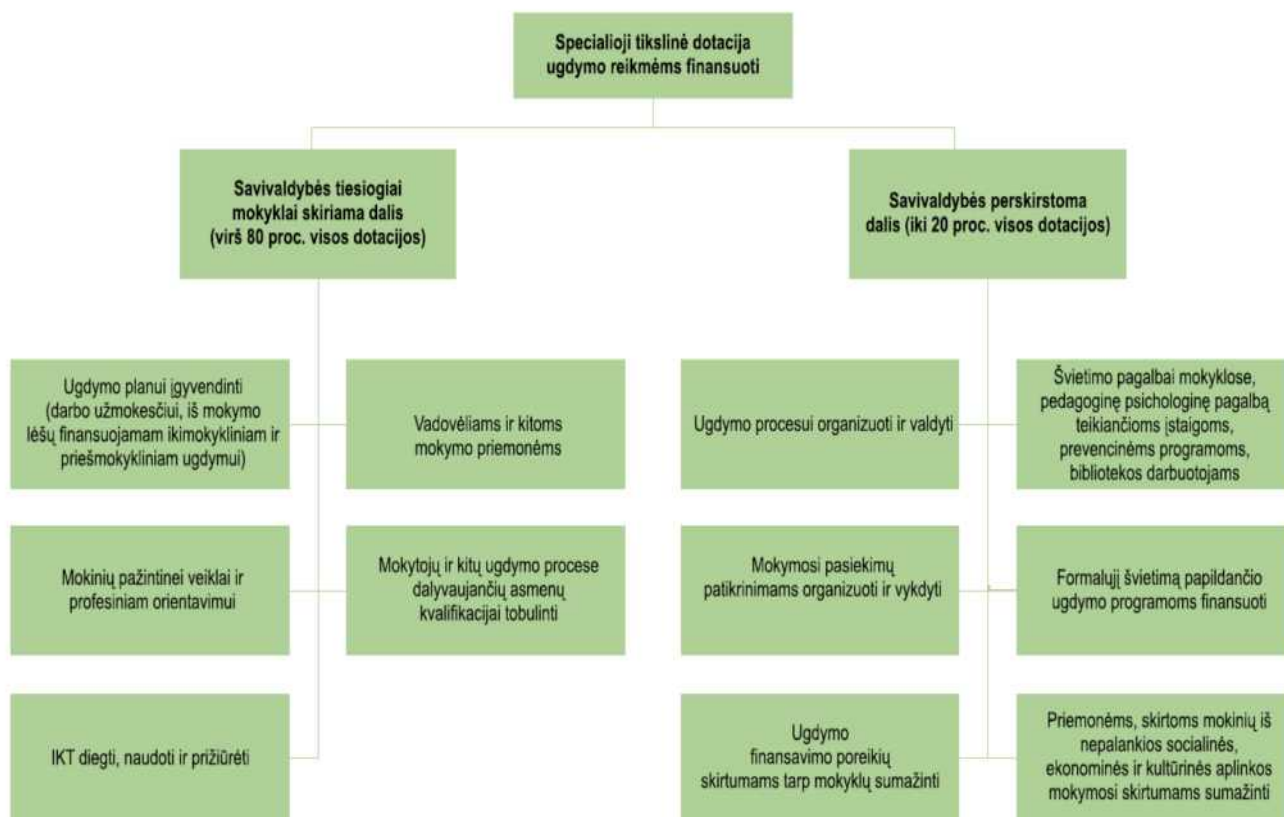 Specialioji tikslinė dotacija
ugdymo reikmėms finansuoti
Savivaldybės tiesiogiai
mokyklai skiriama dalis
(virš 80 proc. visos dotacijos)
Savivaldybės perskirstoma
dalis (iki 20 proc. visos dotacijos)
Ugdymo planui įgyvendinti
(darbo užmokesčiui, iš mokymo
lėšų finansuojamam ikimokykliniam ir
priešmokykliniam ugdymui)
Vadovėliams ir kitoms
mokymo priemonėms
Ugdymo procesui organizuoti ir valdyti
Švietimo pagalbai mokyklose,
pedagoginę psichologinę pagalbą
teikiančioms įstaigoms,
prevencinėms programoms,
bibliotekos darbuotojams
Mokinių pažintinei veiklai ir
profesiniam orientavimui
Mokytojų ir kitų ugdymo procese
dalyvaujančių asmenų
kvalifikacijai tobulinti
Mokymosi pasiekimų
patikrinimams organizuoti ir vykdyti
Formalųjį švietimą papildančio
ugdymo programoms finansuoti
IKT diegti, naudoti ir prižiūrėti
Ugdymo
finansavimo poreikių
skirtumams tarp mokyklų sumažinti
Priemonėms, skirtoms mokinių iš
nepalankios socialinės,
ekonominės ir kultūrinės aplinkos
mokymosi skirtumams sumažinti